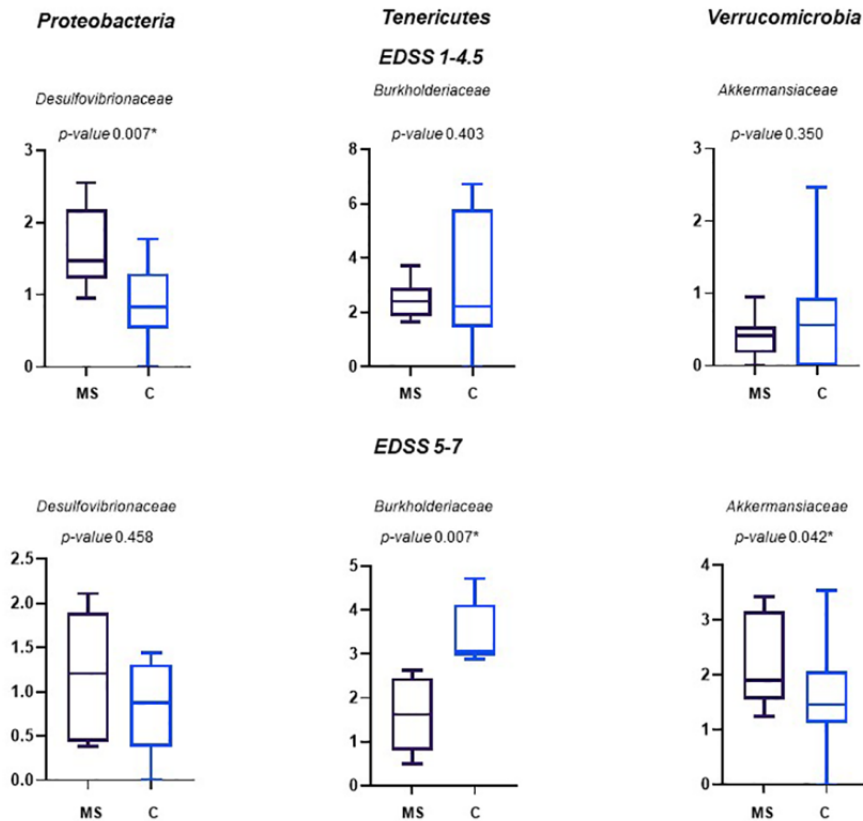 Proteobacteria Tenericutes Verrucomicrobia
EDSS 1-4.5
Desulfovibrionaceae Burkholderiaceae Akkermansiaceae
p-value 0.007* p-value 0.403 p-value 0.350
3
2
1
0
MS C
8
6
4
2
0
MS C
3
2
1
0
MS C
EDSS 5-7
Desulfovibrionaceae Burkholderiaceae Akkermansiaceae
p-value 0.458 p-value 0.007* p-value 0.042*
2.5
2.0
1.5
1.0
0.5
0.0
MS C
5
4
3
2
1
0
MS C
4
3
2
1
0
MS C